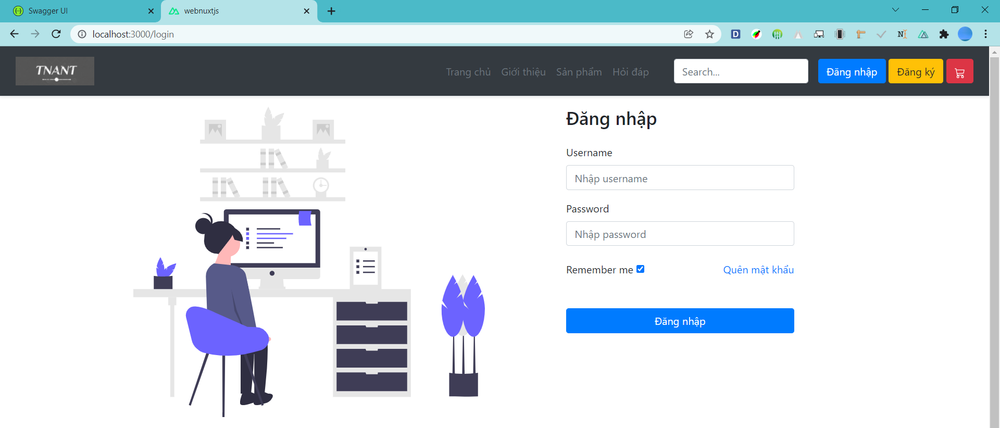 Swagger UI
webnuxtjs
localhost:3000/login
TNANT
Trang chủ
Giới thiệu
Sản phẩm
Hỏi đáp
Search...
Đăng nhập
Đăng ký
Đăng nhập
Username
Nhập username
Password
Nhập password
Remember me
Quên mật khẩu
Đăng nhập